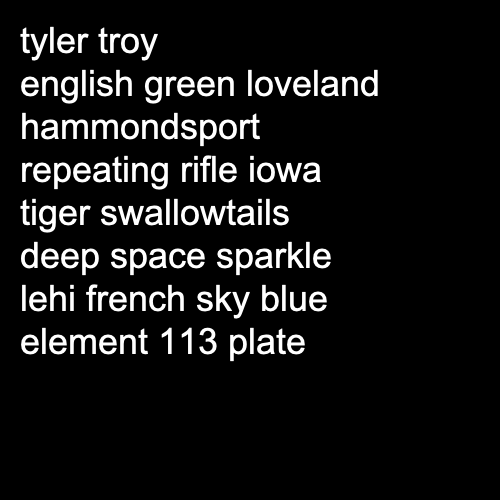 tyler troy
english green loveland
hammondsport
repeating rifle iowa
tiger swallowtails
deep space sparkle
lehi french sky blue
element 113 plate